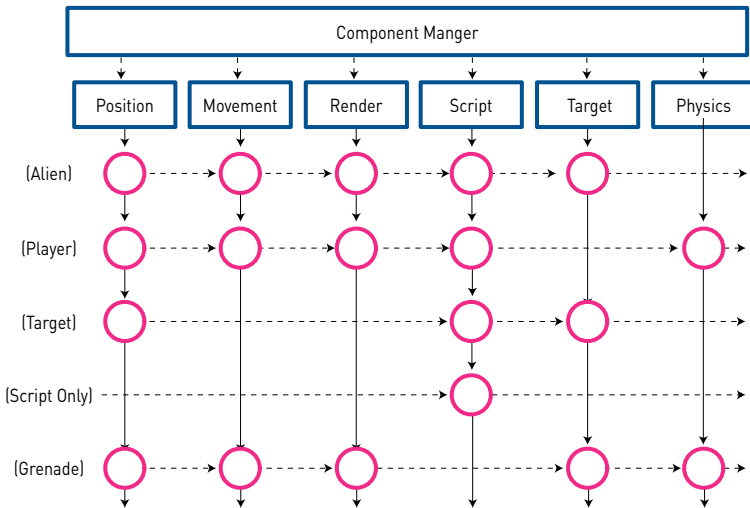 Component Manger
Position
Movement
Render
Script
Target
Physics
(Alien)
(Player)
(Target)
(Script Only)
(Grenade)